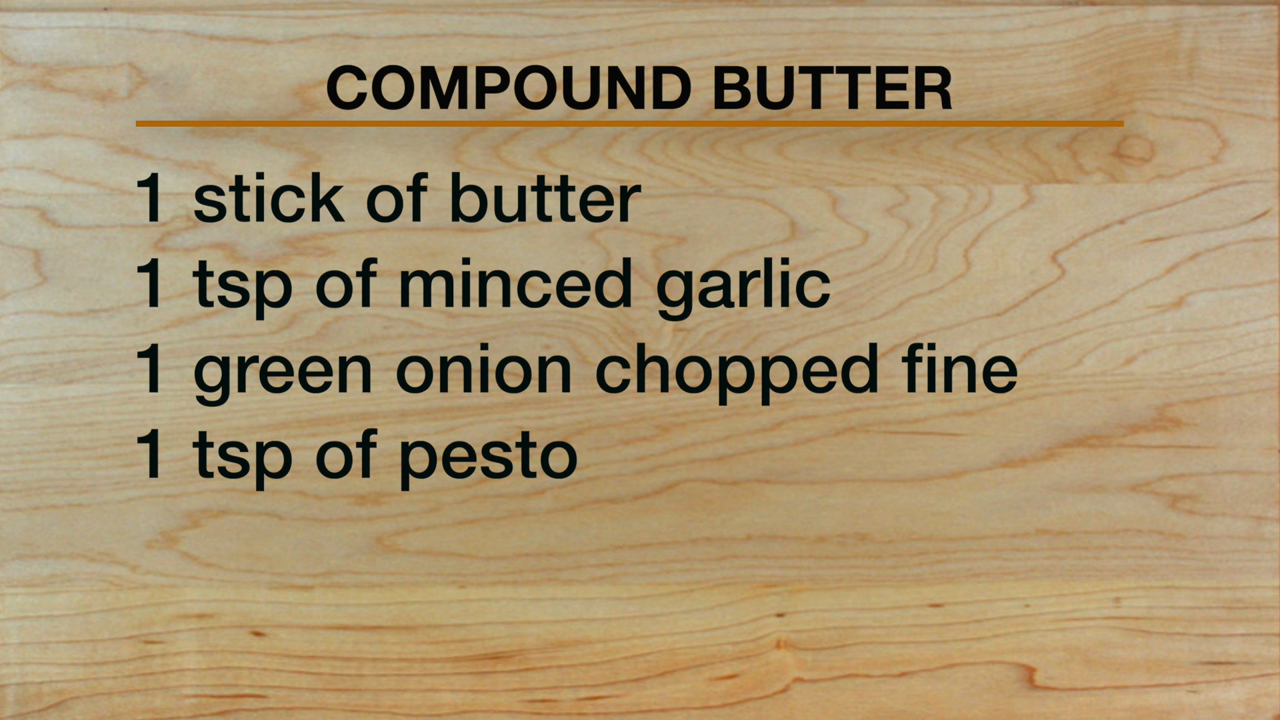 COMPOUND BUTTER
1 stick of butter
1 tsp of minced garlic
1 green onion chopped fine
1 tsp of pesto